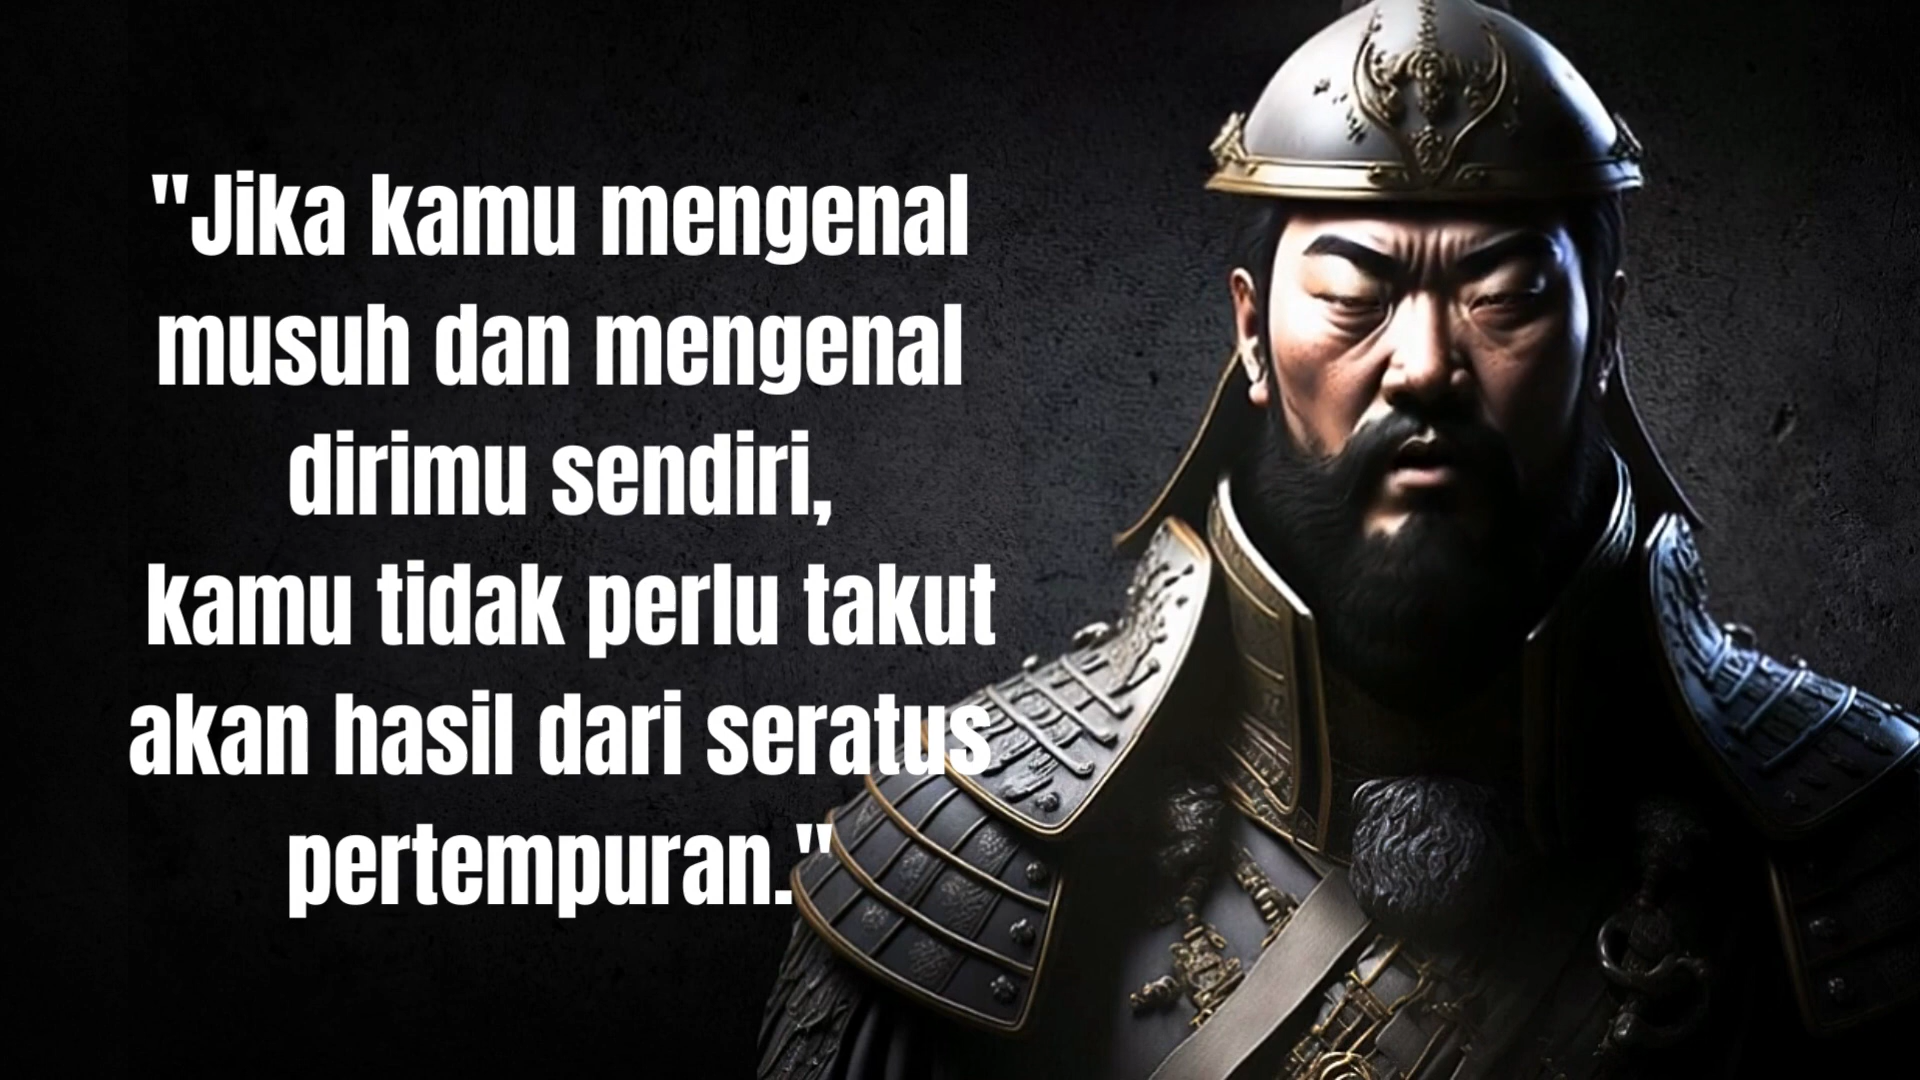 "Jika kamu mengenal
musuh dan mengenal
dirimu sendiri,
kamu tidak perlu takut
akan hasil dari seratus
pertempuran."